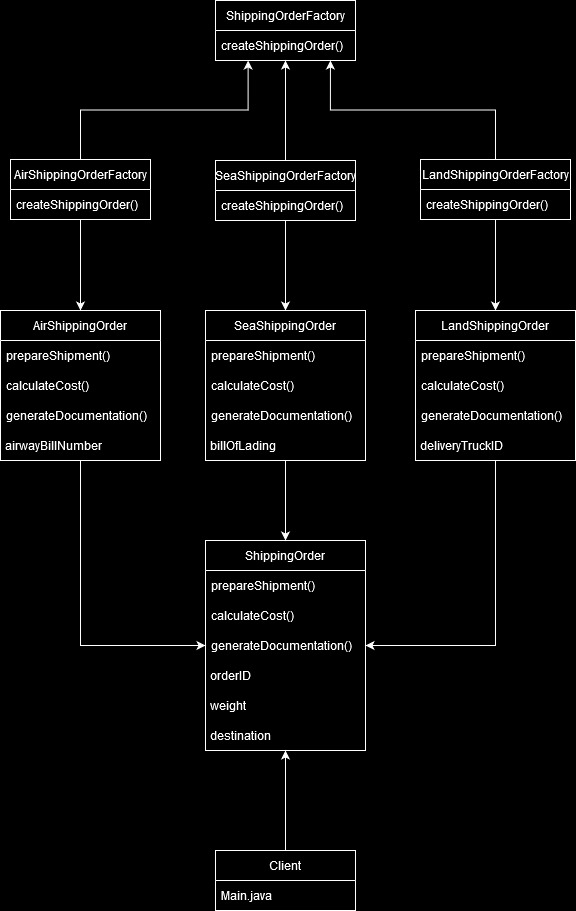 ShippingOrderFactory
createShippingOrder()
AirShippingOrderFactory
createShippingOrder()
SeaShippingOrderFactory
createShippingOrder()
LandShippingOrderFactory
createShippingOrder()
AirShippingOrder
prepareShipment()
calculateCost()
generateDocumentation()
airwayBillNumber
SeaShippingOrder
prepareShipment()
calculateCost()
generateDocumentation()
billOfLading
LandShippingOrder
prepareShipment()
calculateCost()
generateDocumentation()
deliveryTruckID
ShippingOrder
prepareShipment()
calculateCost()
generateDocumentation()
orderID
weight
destination
Client
Main.java